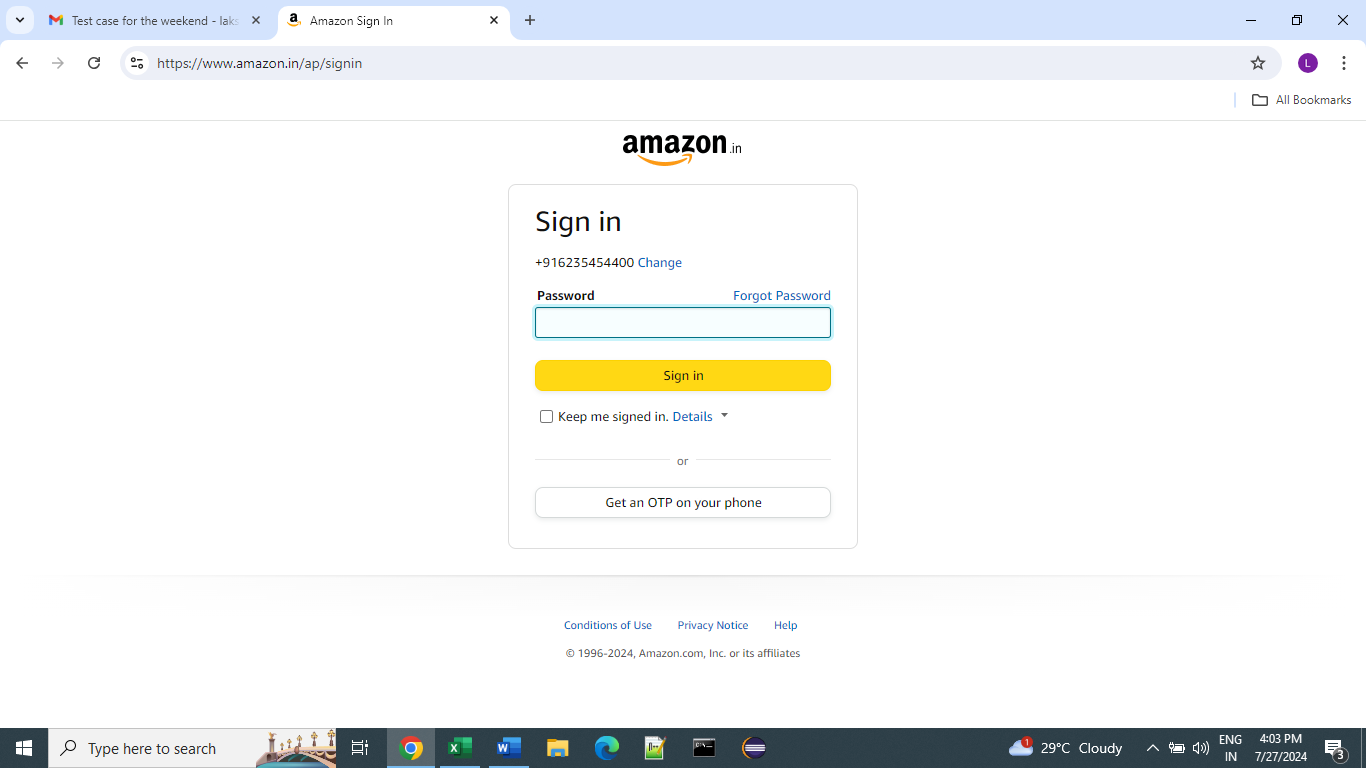 Test case for the weekend - laks
Amazon Sign In
https://www.amazon.in/ap/signin
L
All Bookmarks
amazon.in
Sign in
+916235454400 Change
Password Forgot Password
Sign in
Keep me signed in. Details
or
Get an OTP on your phone
Conditions of Use Privacy Notice Help
© 1996-2024, Amazon.com, Inc. or its affiliates
Type here to search
1
29°C Cloudy
ENG
IN
4:03 PM
7/27/2024
3